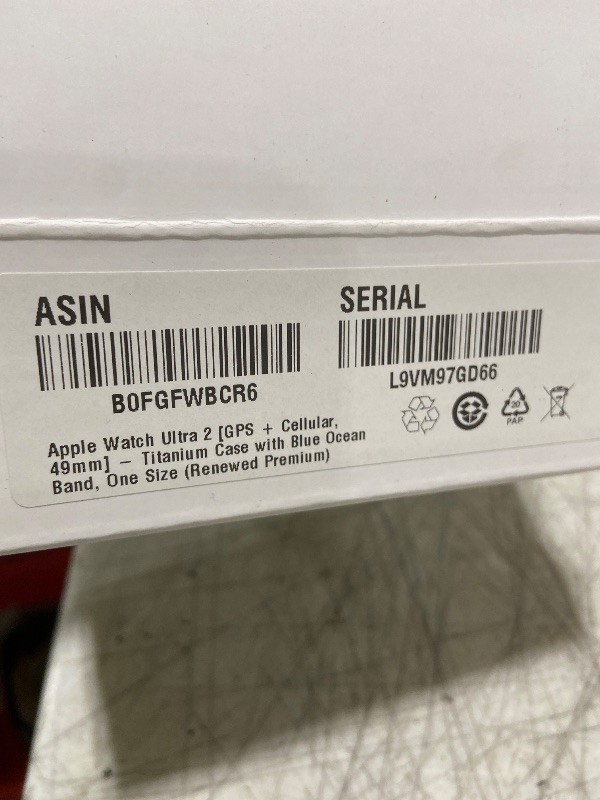 ASIN
B0FGFWBCR6
Apple Watch Ultra 2 [GPS + Cellular,
49mm] – Titanium Case with Blue Ocean
Band, One Size (Renewed Premium)
SERIAL
L9VM97GD66
20
PAP